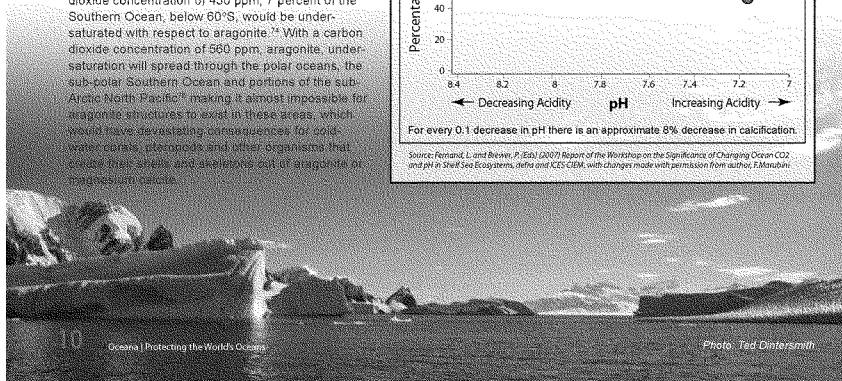 dioxide concentration of 450 ppm, 7 percent of the
Southern Ocean, below 60°S, would be under-
saturated with respect to aragonite.⁷⁴ With a carbon
dioxide concentration of 560 ppm, aragonite, under-
saturation will spread through the polar oceans, the
sub-polar Southern Ocean and portions of the sub-
Arctic North Pacific⁷⁵ making it almost impossible for
aragonite structures to exist in these areas, which
would have devastating consequences for cold-
water corals, pteropods and other organisms that
create their shells and skeletons out of aragonite or
magnesium calcite.
Percenta
40
20
0
8.4 8.2 8 7.8 7.6 7.4 7.2 7
Decreasing Acidity pH Increasing Acidity
For every 0.1 decrease in pH there is an approximate 8% decrease in calcification.
Source: Fernand, L. and Brewer, P. (Eds) (2007) Report of the Workshop on the Significance of Changing Ocean CO2
and pH in Shelf Sea Ecosystems, defra and ICES CIEM, with changes made with permission from author, F.Marubini
10 Oceana | Protecting the World's Oceans
Photo: Ted Dintersmith